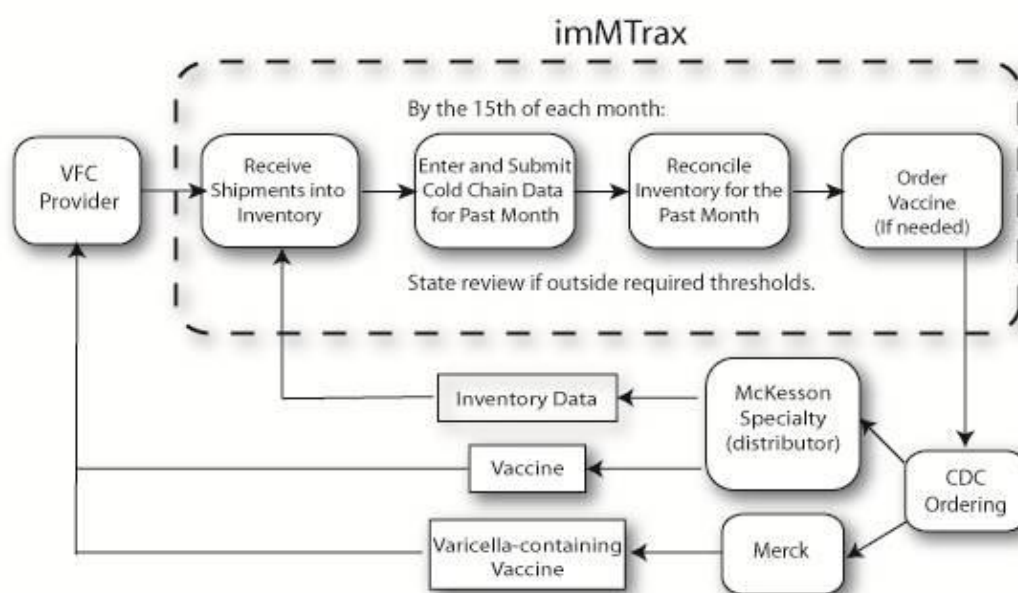 imMTrax
By the 15th of each month:
VFC
Provider
Receive
Shipments into
Inventory
Enter and Submit
Cold Chain Data
for Past Month
Reconcile
Inventory for the
Past Month
Order
Vaccine
(If needed)
State review if outside required thresholds.
Inventory Data
McKesson
Specialty
(distributor)
Vaccine
CDC
Ordering
Varicella-containing
Vaccine
Merck